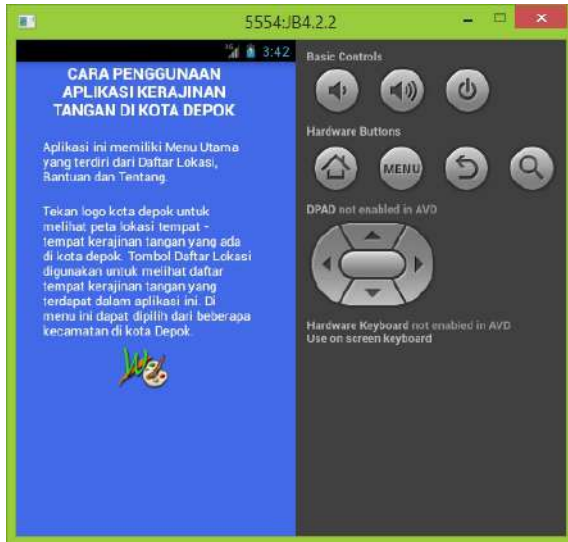 5554:JB4.2.2
3G 3:42
CARA PENGGUNAAN
APLIKASI KERAJINAN
TANGAN DI KOTA DEPOK
Aplikasi ini memiliki Menu Utama
yang terdiri dari Daftar Lokasi,
Bantuan dan Tentang.
Tekan logo kota depok untuk
melihat peta lokasi tempat -
tempat kerajinan tangan yang ada
di kota depok. Tombol Daftar Lokasi
digunakan untuk melihat daftar
tempat kerajinan tangan yang
terdapat dalam aplikasi ini. Di
menu ini dapat dipilih dari beberapa
kecamatan di kota Depok.
Basic Controls
Hardware Buttons
MENU
DPAD not enabled in AVD
Hardware Keyboard not enabled in AVD
Use on screen keyboard